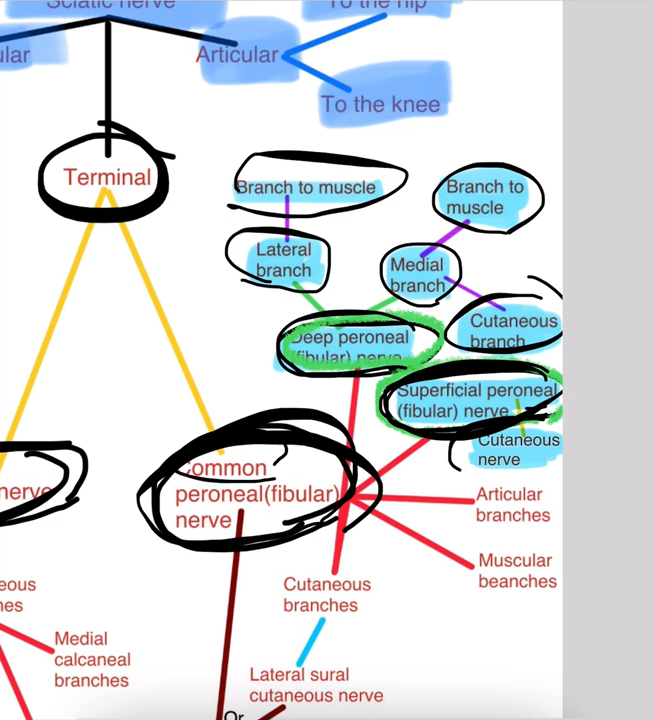 Sciatic nerve
To the hip
ular
Articular
To the knee
Terminal
Branch to muscle
Branch to
muscle
Lateral
branch
Medial
branch
Cutaneous
branch
Deep peroneal
(fibular) nerve
Superficial peroneal
(fibular) nerve
Cutaneous
nerve
Common
peroneal(fibular)
nerve
nerve
Articular
branches
Muscular
beanches
Cutaneous
branches
eous
hes
Medial
calcaneal
branches
Lateral sural
cutaneous nerve
Or